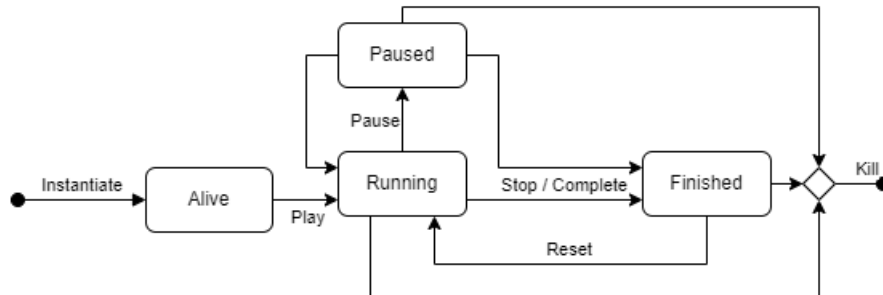 Paused
Pause
Kill
Instantiate
Alive
Play
Running
Stop / Complete
Finished
Reset